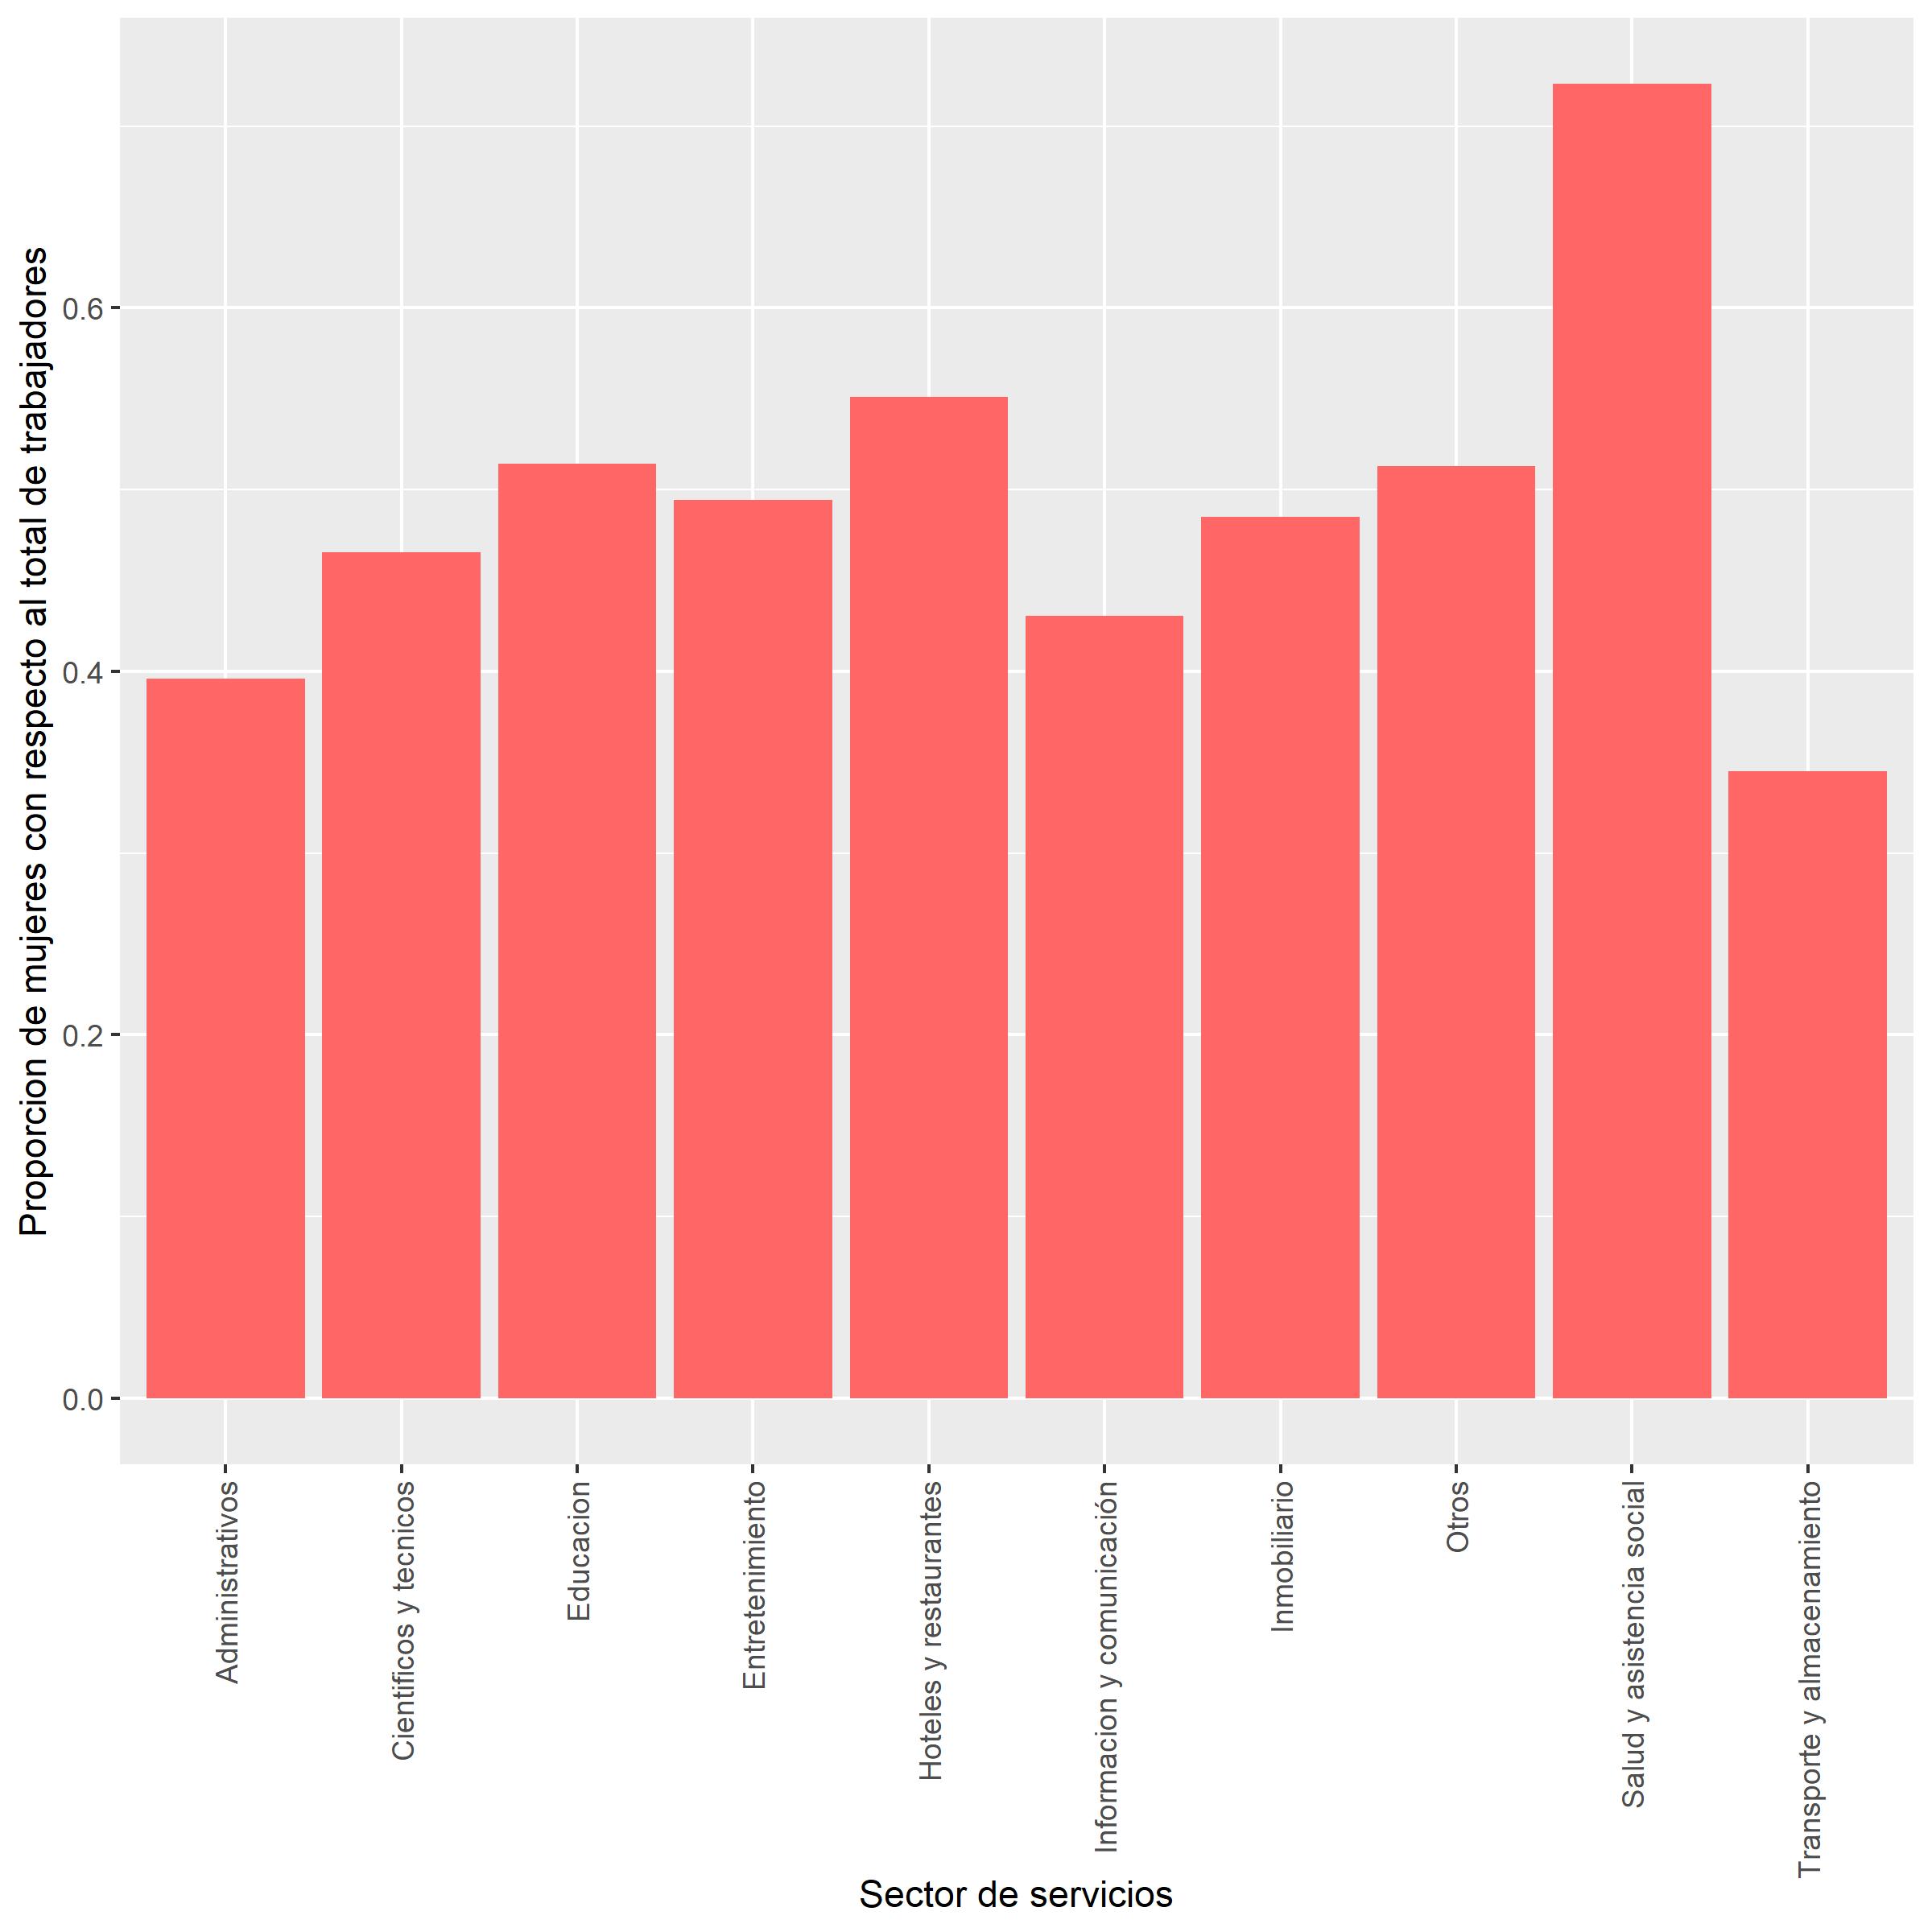 Proporcion de mujeres con respecto al total de trabajadores
0.6
0.4
0.2
0.0
Administrativos
Cientificos y tecnicos
Educacion
Entretenimiento
Hoteles y restaurantes
Informacion y comunicación
Inmobiliario
Otros
Salud y asistencia social
Transporte y almacenamiento
Sector de servicios